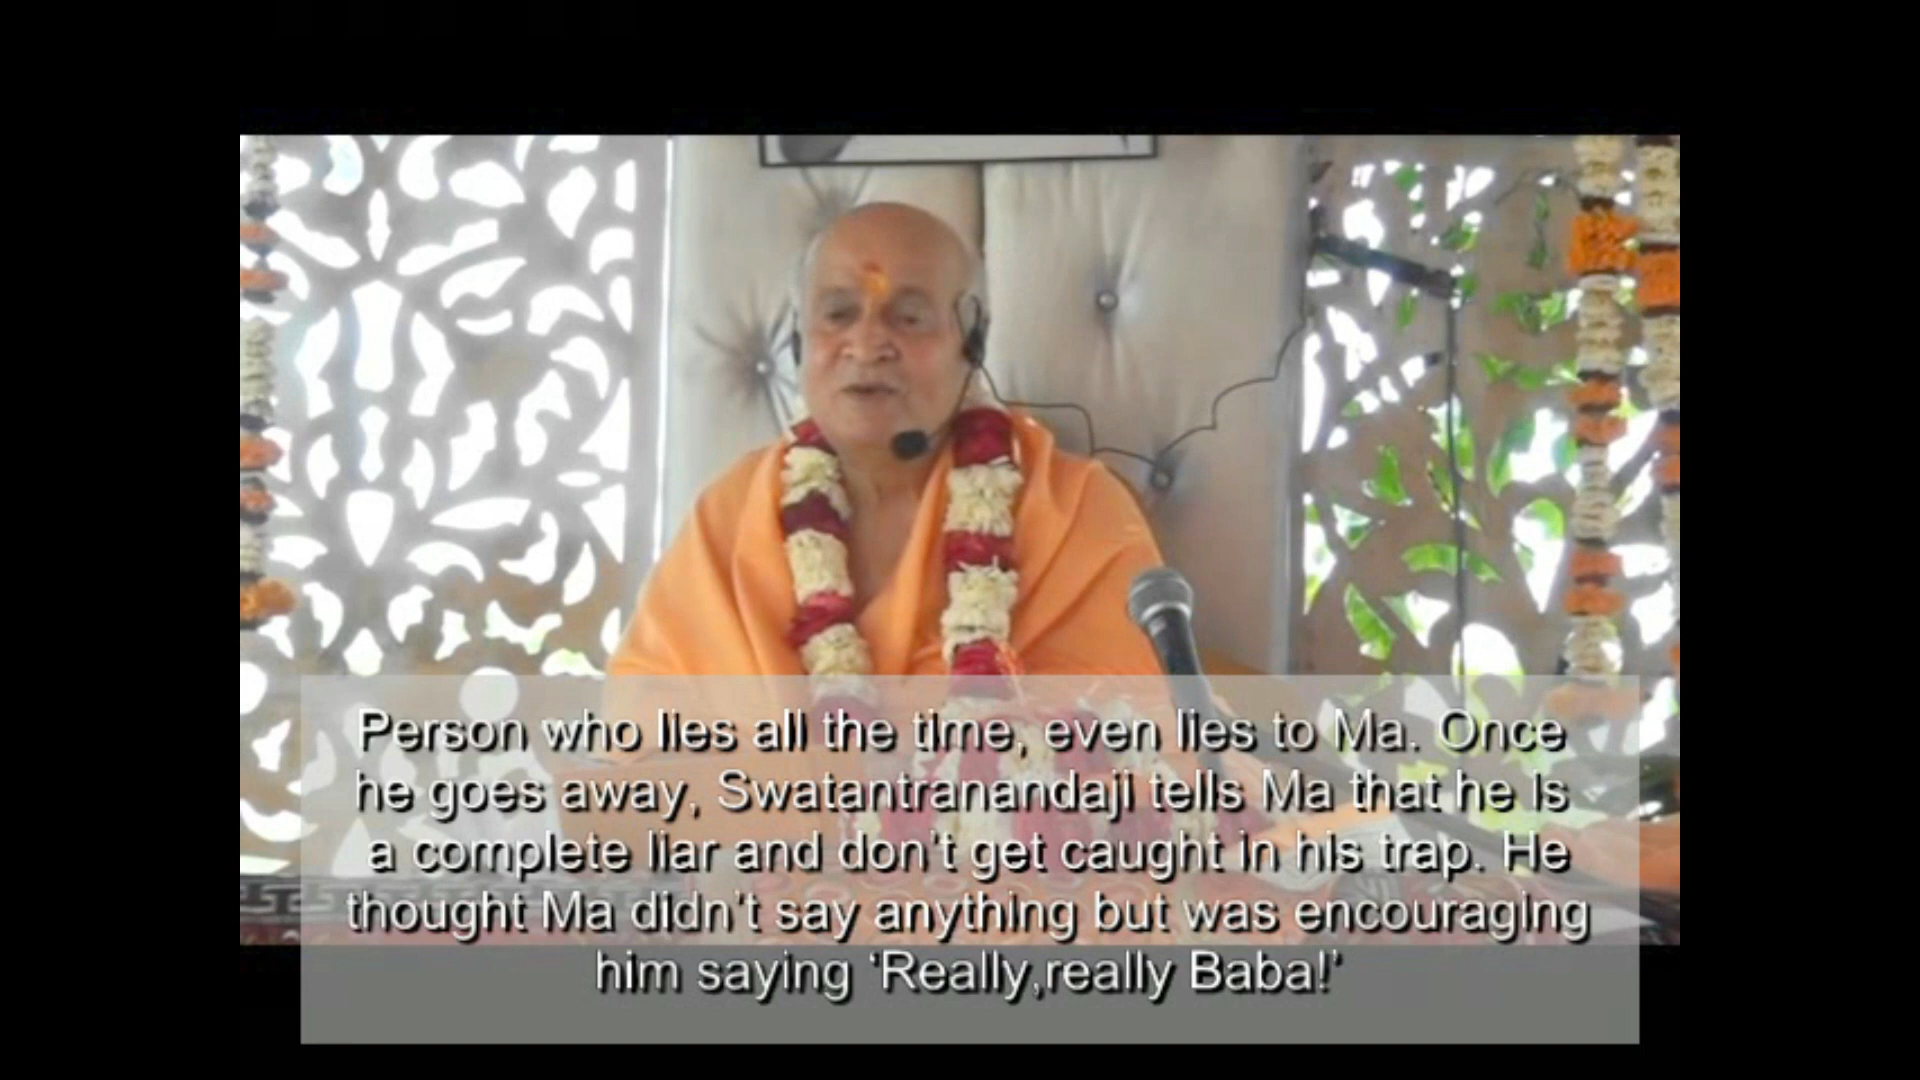 Person who lies all the time, even lies to Ma. Once
he goes away, Swatantranandaji tells Ma that he is
a complete liar and don't get caught in his trap. He
thought Ma didn't say anything but was encouraging
him saying 'Really,really Baba!'